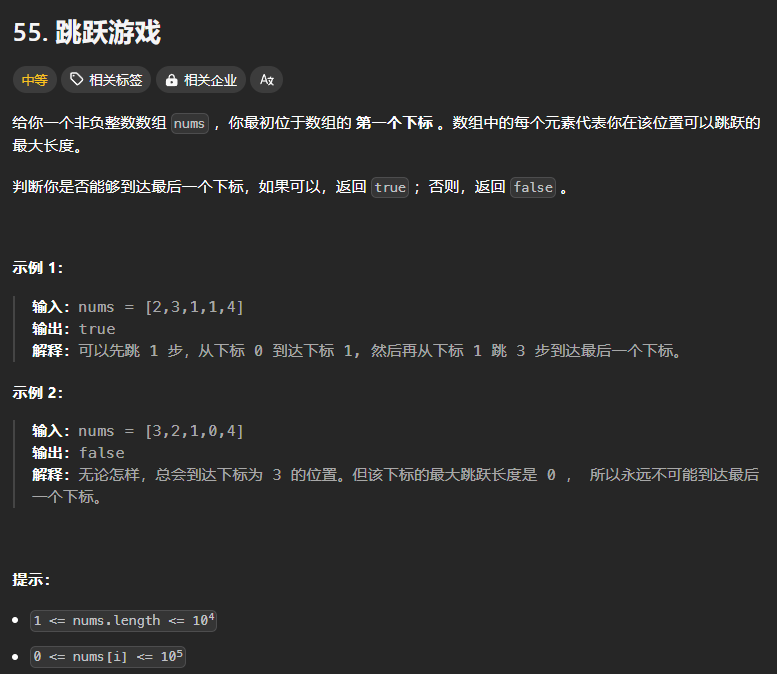 55. 跳跃游戏
中等 相关标签 相关企业 Ax
给你一个非负整数数组 nums ，你最初位于数组的 第一个下标 。数组中的每个元素代表你在该位置可以跳跃的
最大长度。
判断你是否能够到达最后一个下标，如果可以，返回 true ；否则，返回 false 。
示例 1：
输入：nums = [2,3,1,1,4]
输出：true
解释：可以先跳 1 步，从下标 0 到达下标 1, 然后再从下标 1 跳 3 步到达最后一个下标。
示例 2：
输入：nums = [3,2,1,0,4]
输出：false
解释：无论怎样，总会到达下标为 3 的位置。但该下标的最大跳跃长度是 0 ， 所以永远不可能到达最后
一个下标。
提示：
1 <= nums.length <= 10⁴
0 <= nums[i] <= 10⁵